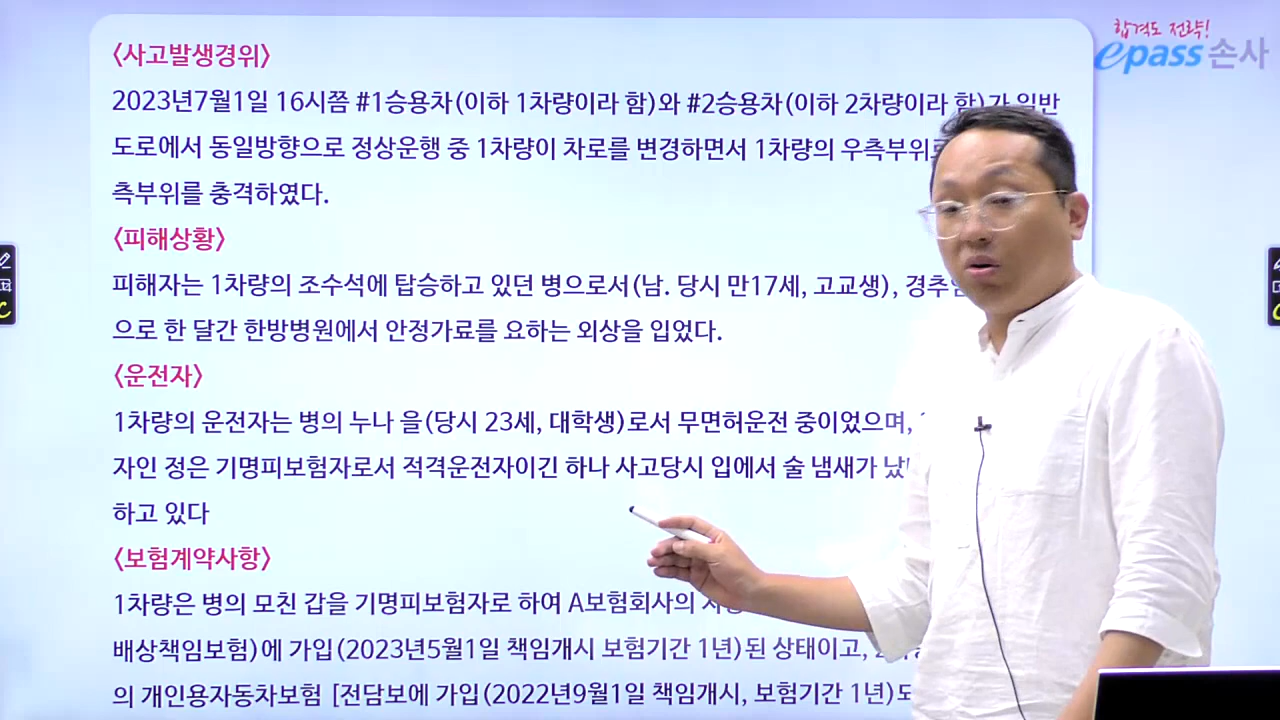 합격도 전략!
epass 손사
〈사고발생경위〉
2023년7월1일 16시쯤 #1승용차(이하 1차량이라 함)와 #2승용차(이하 2차량이라 함)가 일반
도로에서 동일방향으로 정상운행 중 1차량이 차로를 변경하면서 1차량의 우측부위로
측부위를 충격하였다.
〈피해상황〉
피해자는 1차량의 조수석에 탑승하고 있던 병으로서(남. 당시 만17세, 고교생),
으로 한 달간 한방병원에서 안정가료를 요하는 외상을 입었다.
〈운전자〉
1차량의 운전자는 병의 누나 을(당시 23세, 대학생)로서 무면허운전 중이었으며,
자인 정은 기명피보험자로서 적격운전자이긴 하나 사고당시 입에서 술 냄새가
하고 있다
〈보험계약사항〉
1차량은 병의 모친 갑을 기명피보험자로 하여 A보험회사의
배상책임보험)에 가입(2023년5월1일 책임개시 보험기간 1년)된 상태이고,
의 개인용자동차보험 [전담보에 가입(2022년9월1일 책임개시, 보험기간 1년)되